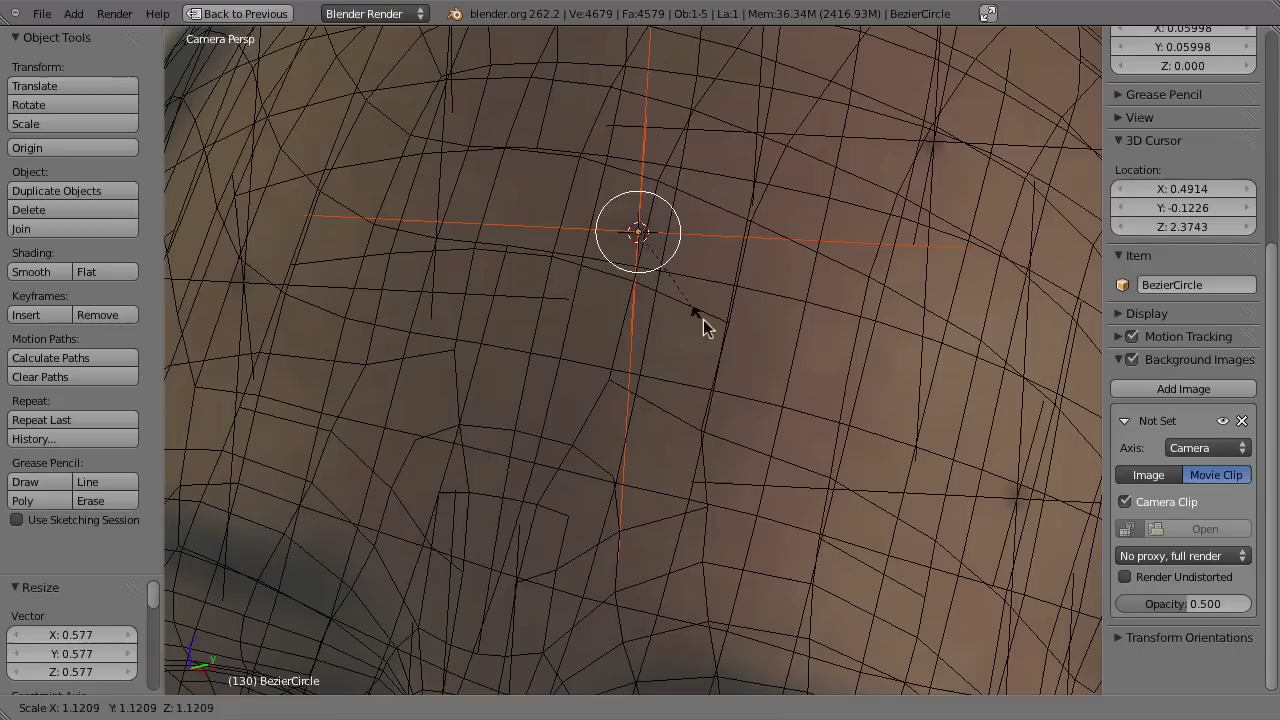 File Add Render Help Back to Previous Blender Render blender.org 262.2 | Ve:4679 | Fa:4579 | Ob:1-5 | La:1 | Mem:36.34M (2416.93M) | BezierCircle
Object Tools
Transform:
Translate
Rotate
Scale
Origin
Object:
Duplicate Objects
Delete
Join
Shading:
Smooth Flat
Keyframes:
Insert Remove
Motion Paths:
Calculate Paths
Clear Paths
Repeat:
Repeat Last
History...
Grease Pencil:
Draw Line
Poly Erase
Use Sketching Session
Resize
Vector
X: 0.577
Y: 0.577
Z: 0.577
Camera Persp
y
(130) BezierCircle
X: 0.05998
Y: 0.05998
Z: 0.000
Grease Pencil
View
3D Cursor
Location:
X: 0.4914
Y: -0.1226
Z: 2.3743
Item
BezierCircle
Display
Motion Tracking
Background Images
Add Image
Not Set
Axis: Camera
Image Movie Clip
Camera Clip
Open
No proxy, full render
Render Undistorted
Opacity: 0.500
Transform Orientations
Scale X: 1.1209 Y: 1.1209 Z: 1.1209